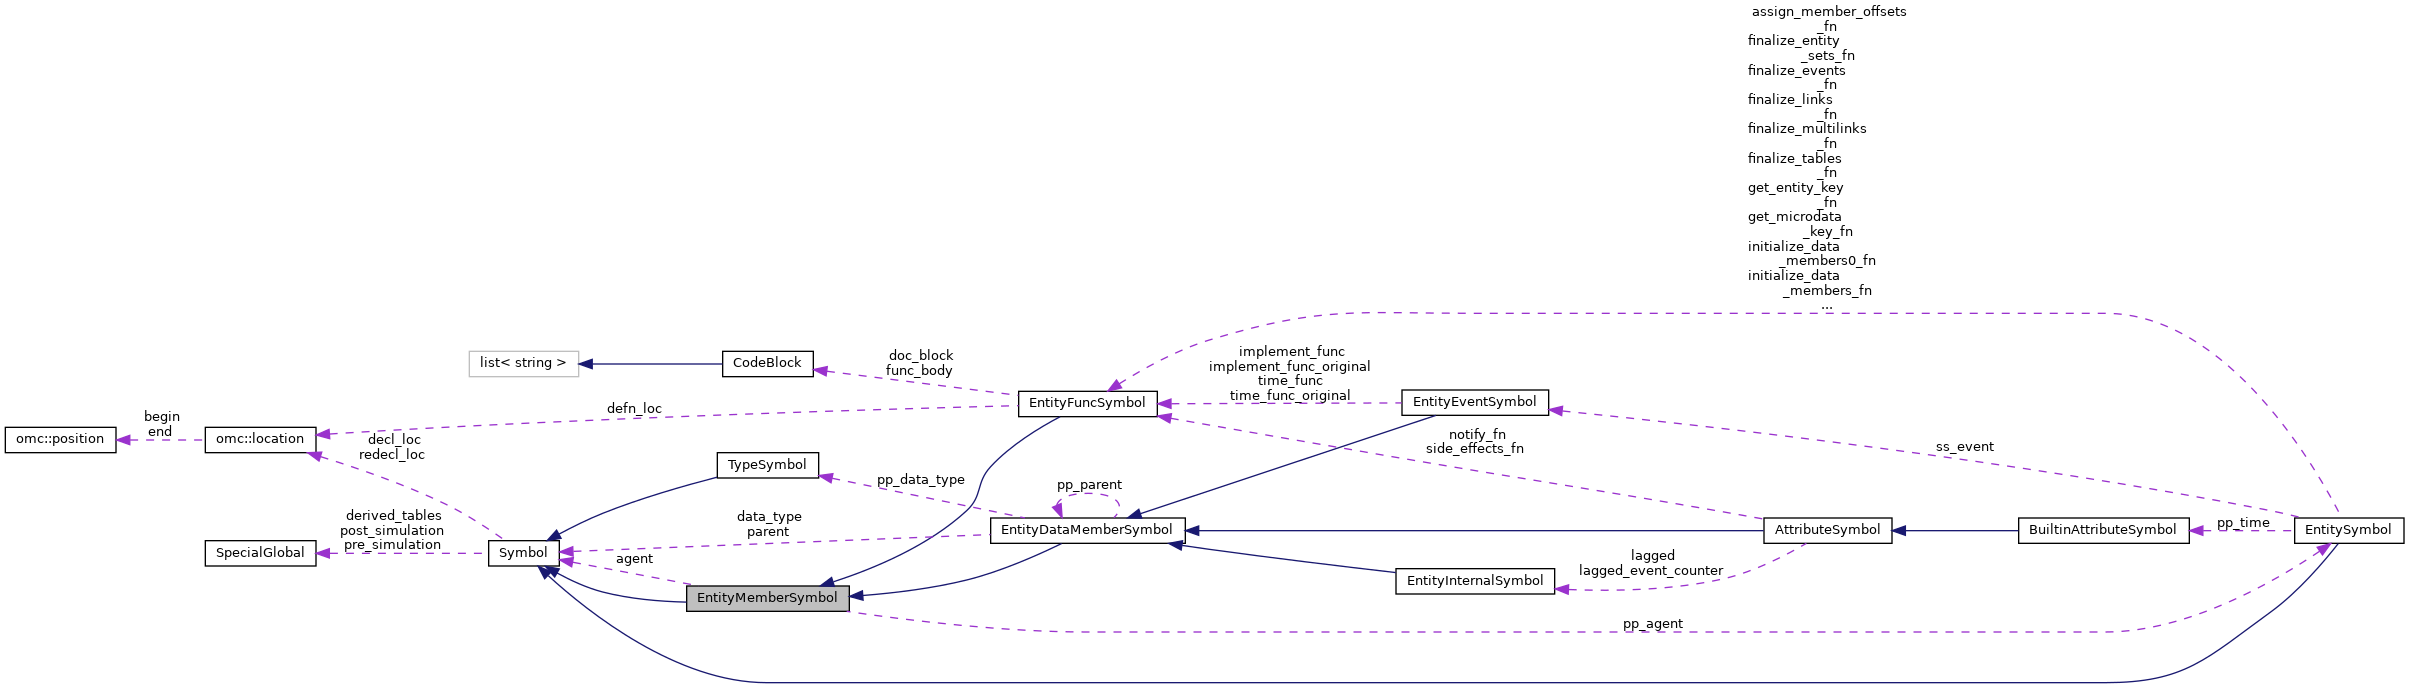 assign_member_offsets
_fn
finalize_entity
_sets_fn
finalize_events
_fn
finalize_links
_fn
finalize_multilinks
_fn
finalize_tables
_fn
get_entity_key
_fn
get_microdata
_key_fn
initialize_data
_members0_fn
initialize_data
_members_fn
...
list< string >
CodeBlock
doc_block
func_body
implement_func
implement_func_original
time_func
time_func_original
EntityFuncSymbol
EntityEventSymbol
defn_loc
begin
end
omc::position
omc::location
decl_loc
redecl_loc
notify_fn
side_effects_fn
ss_event
TypeSymbol
pp_data_type
pp_parent
derived_tables
post_simulation
pre_simulation
data_type
parent
EntityDataMemberSymbol
AttributeSymbol
BuiltinAttributeSymbol
pp_time
EntitySymbol
SpecialGlobal
Symbol
agent
lagged
lagged_event_counter
EntityInternalSymbol
EntityMemberSymbol
pp_agent